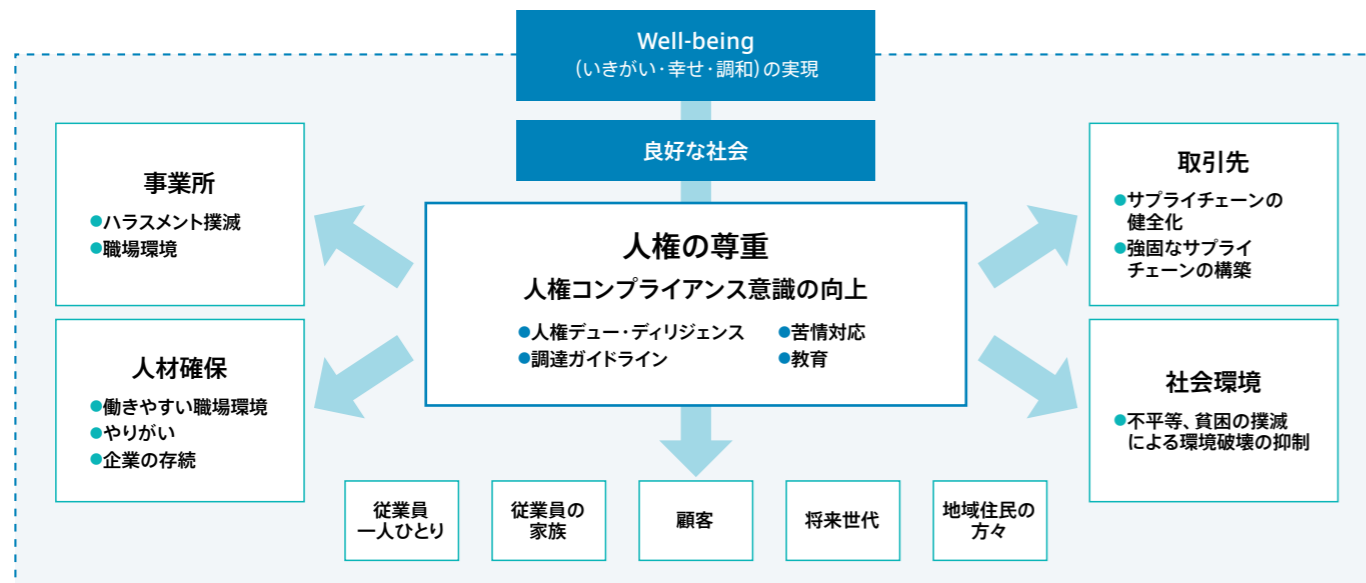 Well-being
(いきがい・幸せ・調和)の実現
良好な社会
事業所
●ハラスメント撲滅
●職場環境
人材確保
●働きやすい職場環境
●やりがい
●企業の存続
人権の尊重
人権コンプライアンス意識の向上
●人権デュー・ディリジェンス ●苦情対応
●調達ガイドライン ●教育
取引先
●サプライチェーンの
健全化
●強固なサプライ
チェーンの構築
社会環境
●不平等、貧困の撲滅
による環境破壊の抑制
従業員
一人ひとり
従業員の
家族
顧客
将来世代
地域住民の
方々